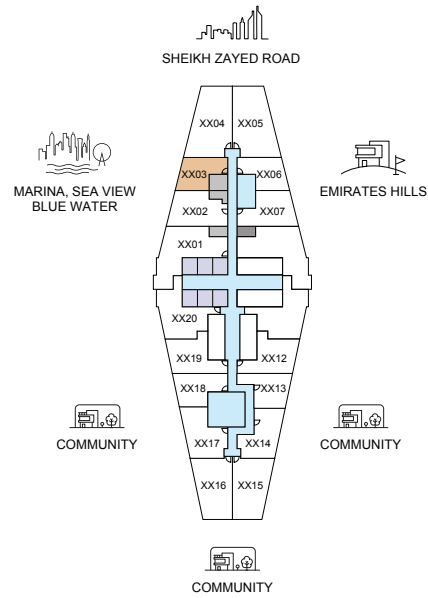 SHEIKH ZAYED ROAD
XX04
XX05
MARINA, SEA VIEW
BLUE WATER
XX03
XX06
EMIRATES HILLS
XX02
XX07
XX01
XX20
XX19
XX12
XX18
XX13
COMMUNITY
COMMUNITY
XX17
XX14
XX16
XX15
COMMUNITY